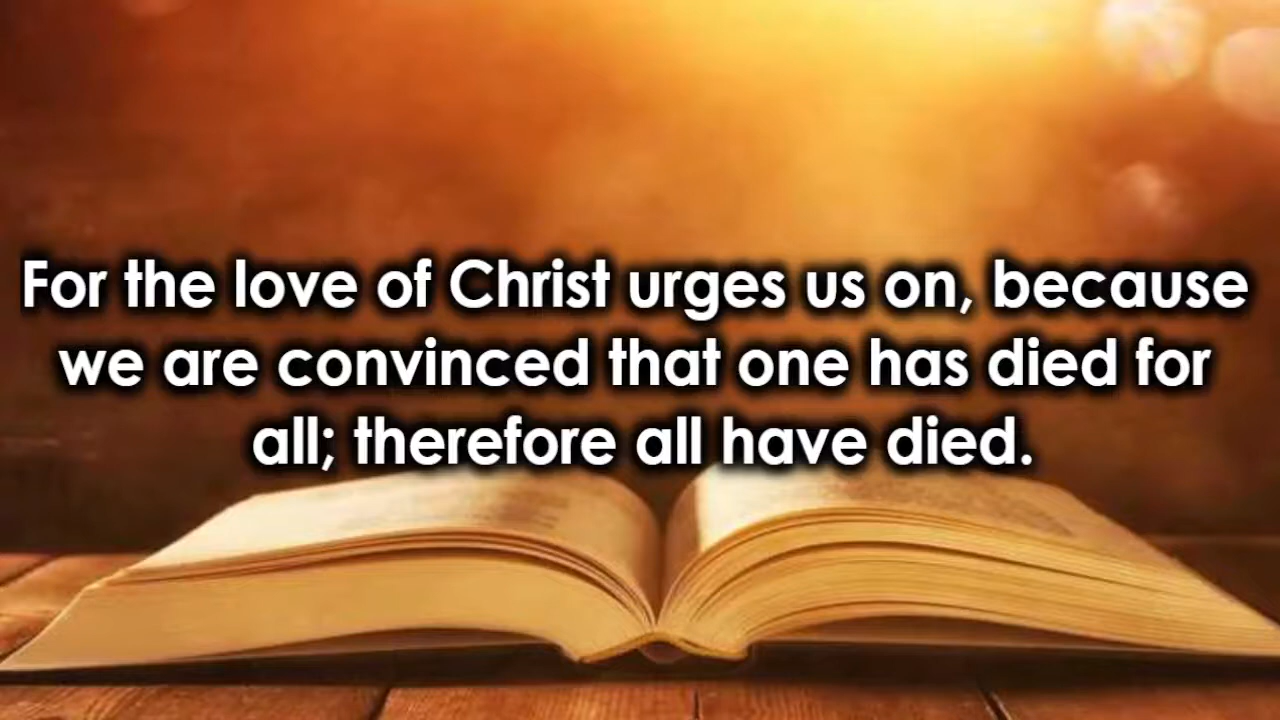 For the love of Christ urges us on, because
we are convinced that one has died for
all; therefore all have died.